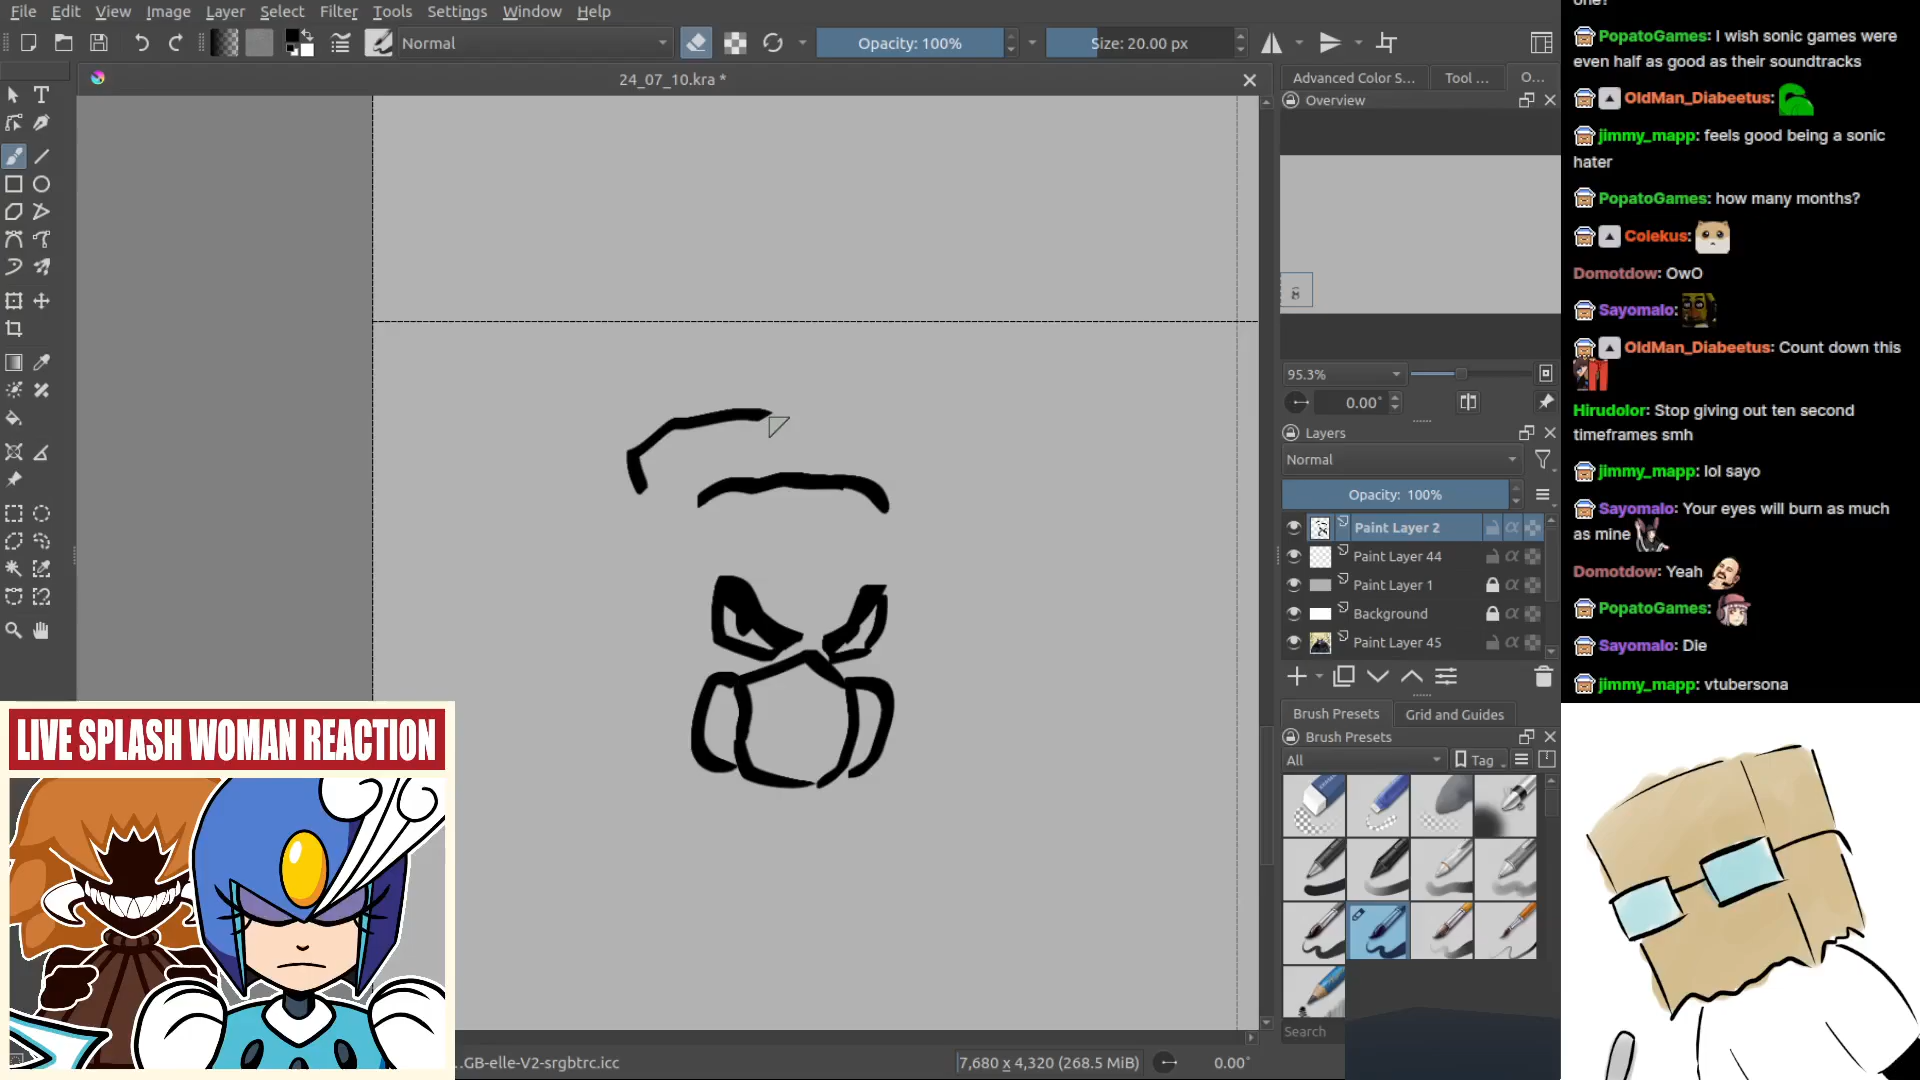 File Edit View Image Layer Select Filter Tools Settings Window Help
Normal
Opacity: 100%
Size: 20.00 px
24_07_10.kra *
Advanced Color S...
Tool ...
O...
Overview
95.3%
0.00°
Layers
Normal
Opacity: 100%
Paint Layer 2
Paint Layer 44
Paint Layer 1
Background
Paint Layer 45
Brush Presets
Grid and Guides
Brush Presets
All
Tag
Search
...GB-elle-V2-srgbtrc.icc
7,680 x 4,320 (268.5 MiB)
0.00°
LIVE SPLASH WOMAN REACTION
one?
PopatoGames: I wish sonic games were
even half as good as their soundtracks
OldMan_Diabeetus:
jimmy_mapp: feels good being a sonic
hater
PopatoGames: how many months?
Colekus:
Domotdow: OwO
Sayomalo:
OldMan_Diabeetus: Count down this
Hirudolor: Stop giving out ten second
timeframes smh
jimmy_mapp: lol sayo
Sayomalo: Your eyes will burn as much
as mine
Domotdow: Yeah
PopatoGames:
Sayomalo: Die
jimmy_mapp: vtubersona